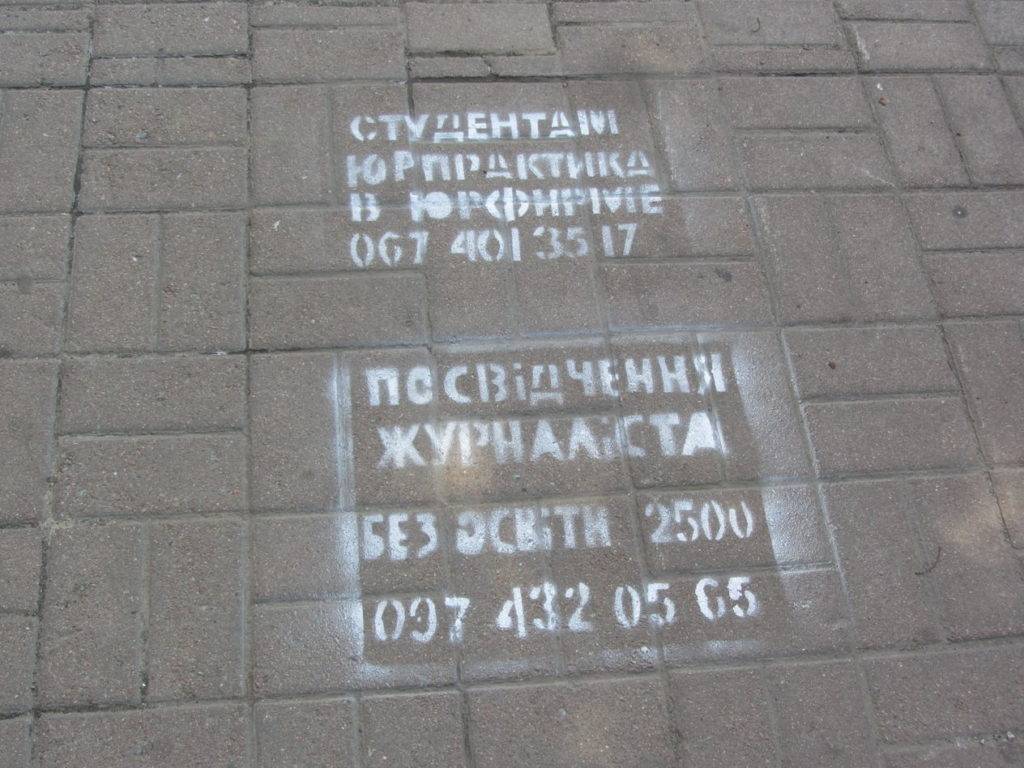 СТУДЕНТАМ
ЮРПРАКТИКА
В ЮРФИРМЕ
067 401 35 17
ПОСВіДЧЕННЯ
ЖУРНАЛіСТА
БЕЗ ОСВіТИ 2500
097 432 05 65